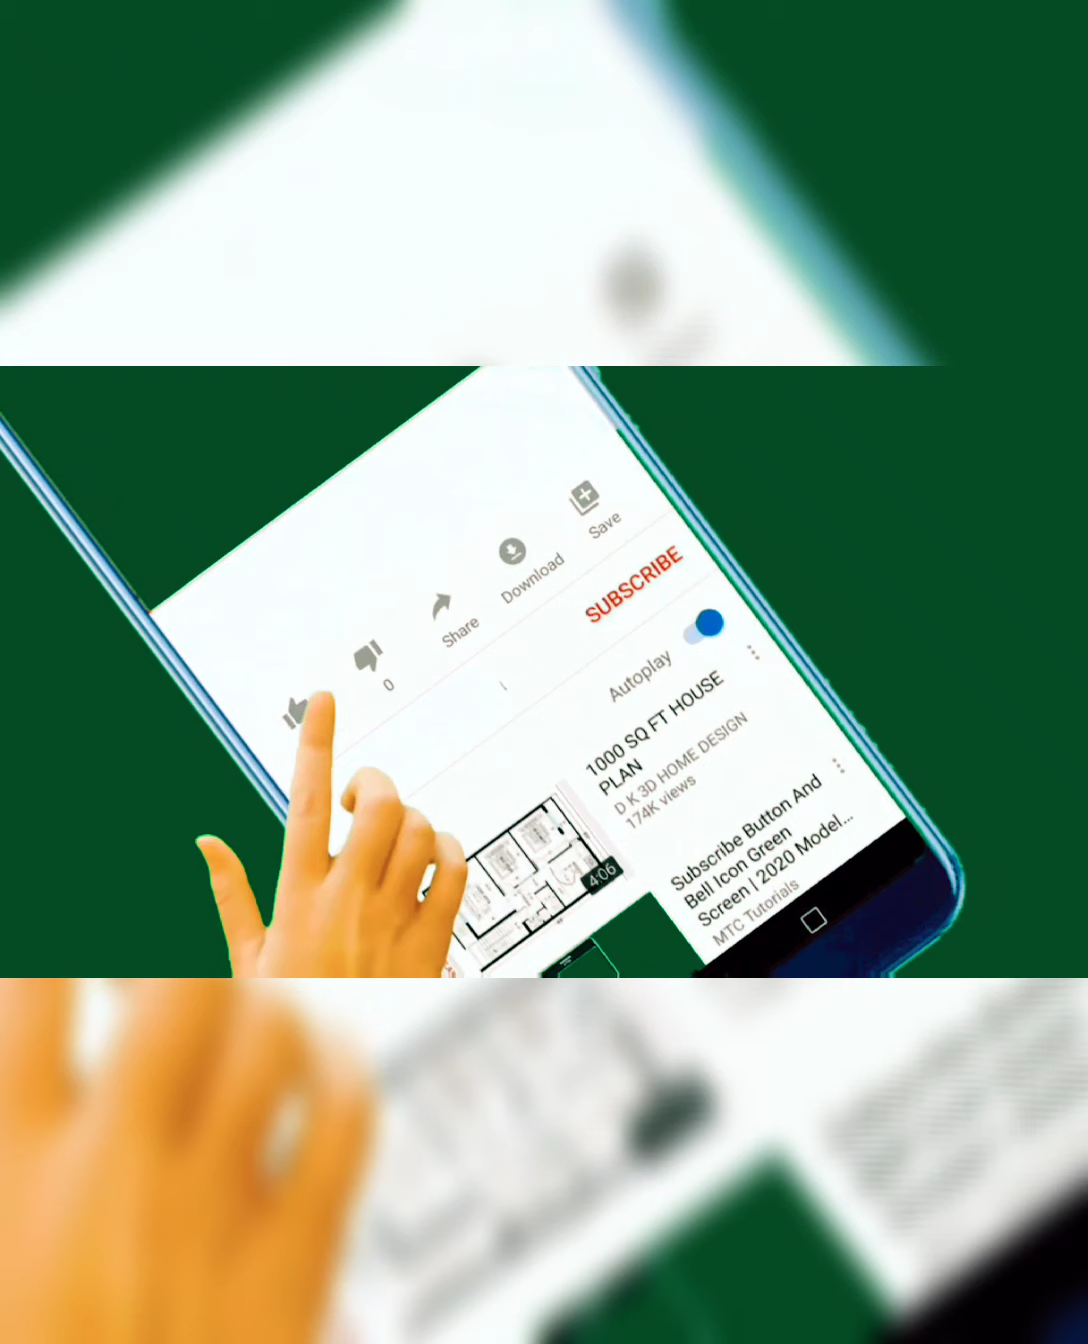 Save
Download
Share
0
SUBSCRIBE
Autoplay
1000 SQ FT HOUSE
PLAN
D K 3D HOME DESIGN
174K views
4:06
Subscribe Button And
Bell Icon Green
Screen | 2020 Model...
MTC Tutorials